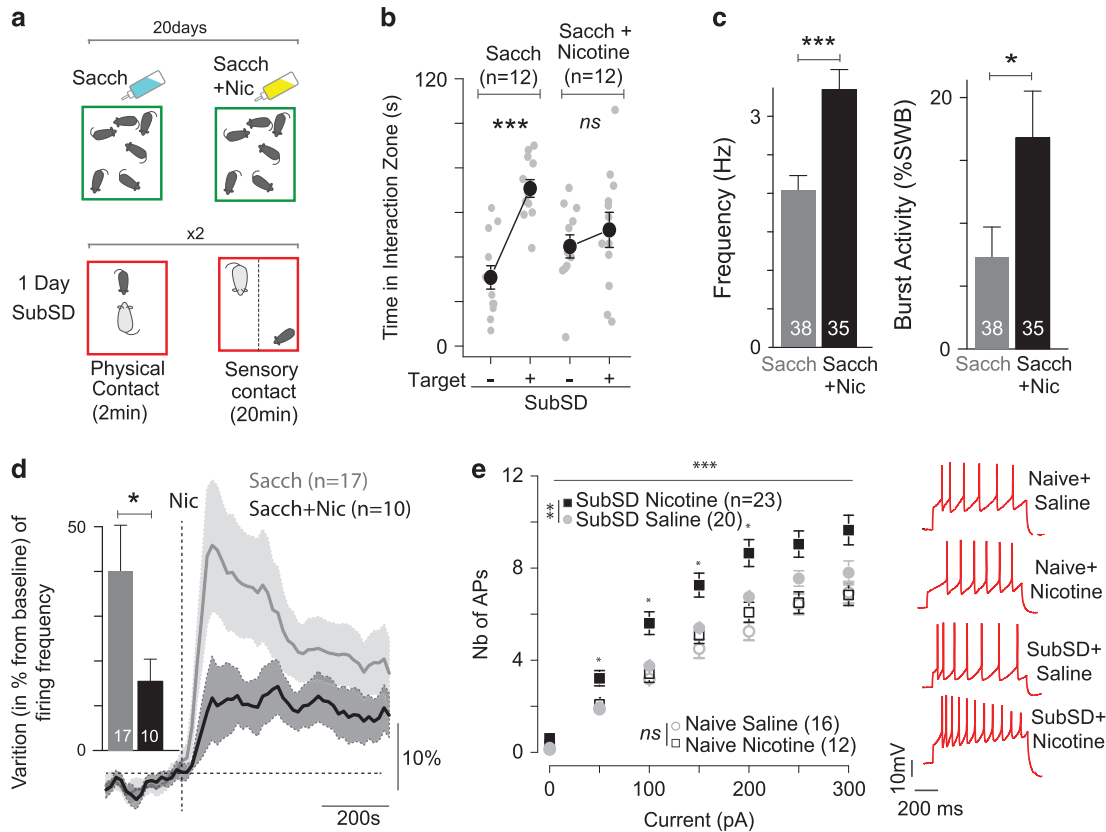 a
20days
Sacch
Sacch
+Nic
x2
1 Day
SubSD
Physical
Contact
(2min)
Sensory
contact
(20min)
b
Sacch
(n=12)
Sacch +
Nicotine
(n=12)
120
***
ns
Time in Interaction Zone (s)
0
Target
- + - +
SubSD
c
***
3
Frequency (Hz)
0
38
35
Sacch
Sacch
+Nic
*
20
Burst Activity (%SWB)
0
38
35
Sacch
Sacch
+Nic
d
Sacch (n=17)
Sacch+Nic (n=10)
*
Nic
50
Varition (in % from baseline) of
firing frequency
0
17
10
10%
200s
e
***
12
**
SubSD Nicotine (n=23)
SubSD Saline (20)
*
*
*
*
8
Nb of APs
4
ns
Naive Saline (16)
Naive Nicotine (12)
0
0 100 200 300
Current (pA)
Naive+
Saline
Naive+
Nicotine
SubSD+
Saline
SubSD+
Nicotine
10mV
200 ms